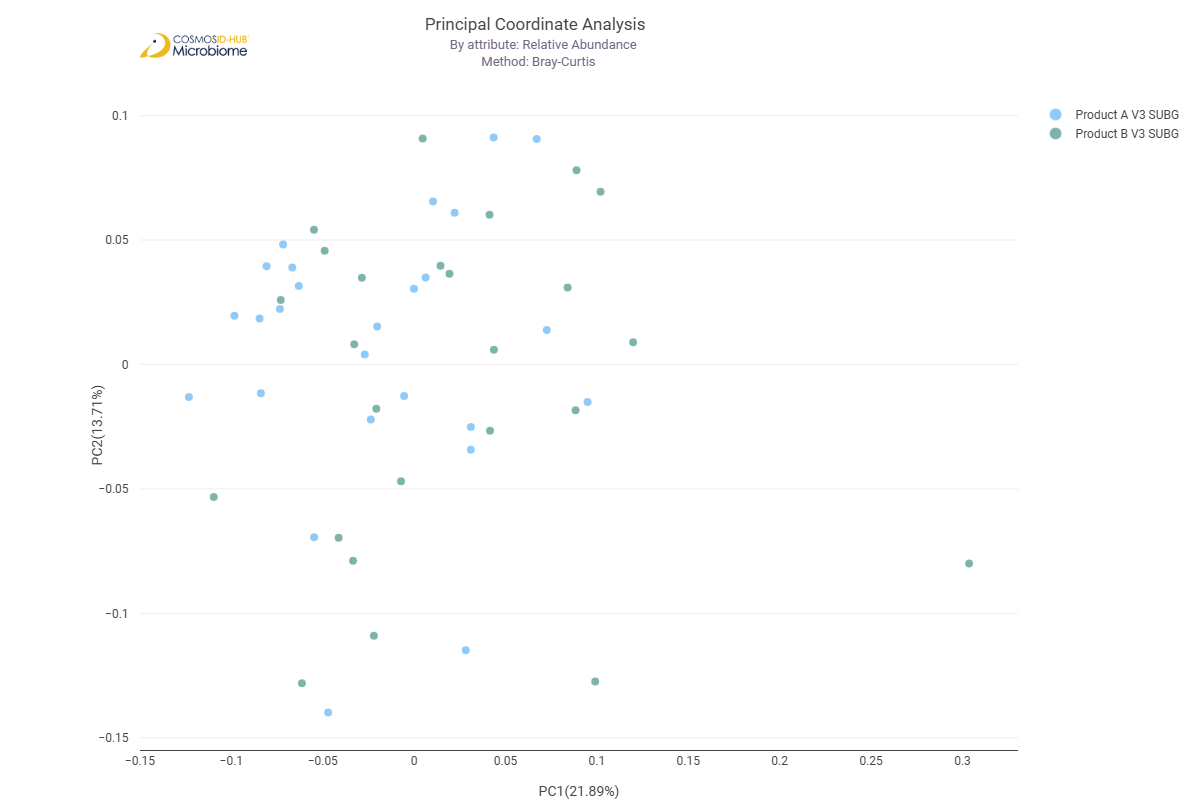 Principal Coordinate Analysis
By attribute: Relative Abundance
Method: Bray-Curtis
COSMOSID-HUB
Microbiome
Product A V3 SUBG
Product B V3 SUBG
0.1
0.05
0
−0.05
−0.1
−0.15
PC2(13.71%)
−0.15 −0.1 −0.05 0 0.05 0.1 0.15 0.2 0.25 0.3
PC1(21.89%)